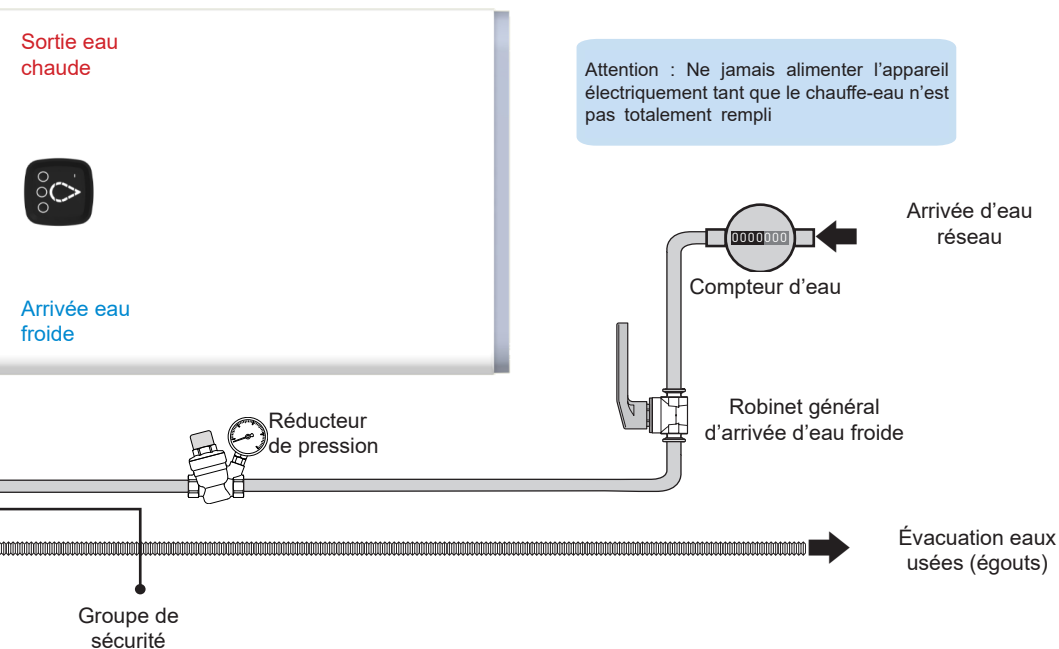 Sortie eau
chaude
Attention : Ne jamais alimenter l’appareil
électriquement tant que le chauffe-eau n’est
pas totalement rempli
Arrivée d’eau
réseau
0000000
Compteur d’eau
Arrivée eau
froide
Robinet général
d’arrivée d’eau froide
Réducteur
de pression
Évacuation eaux
usées (égouts)
Groupe de
sécurité